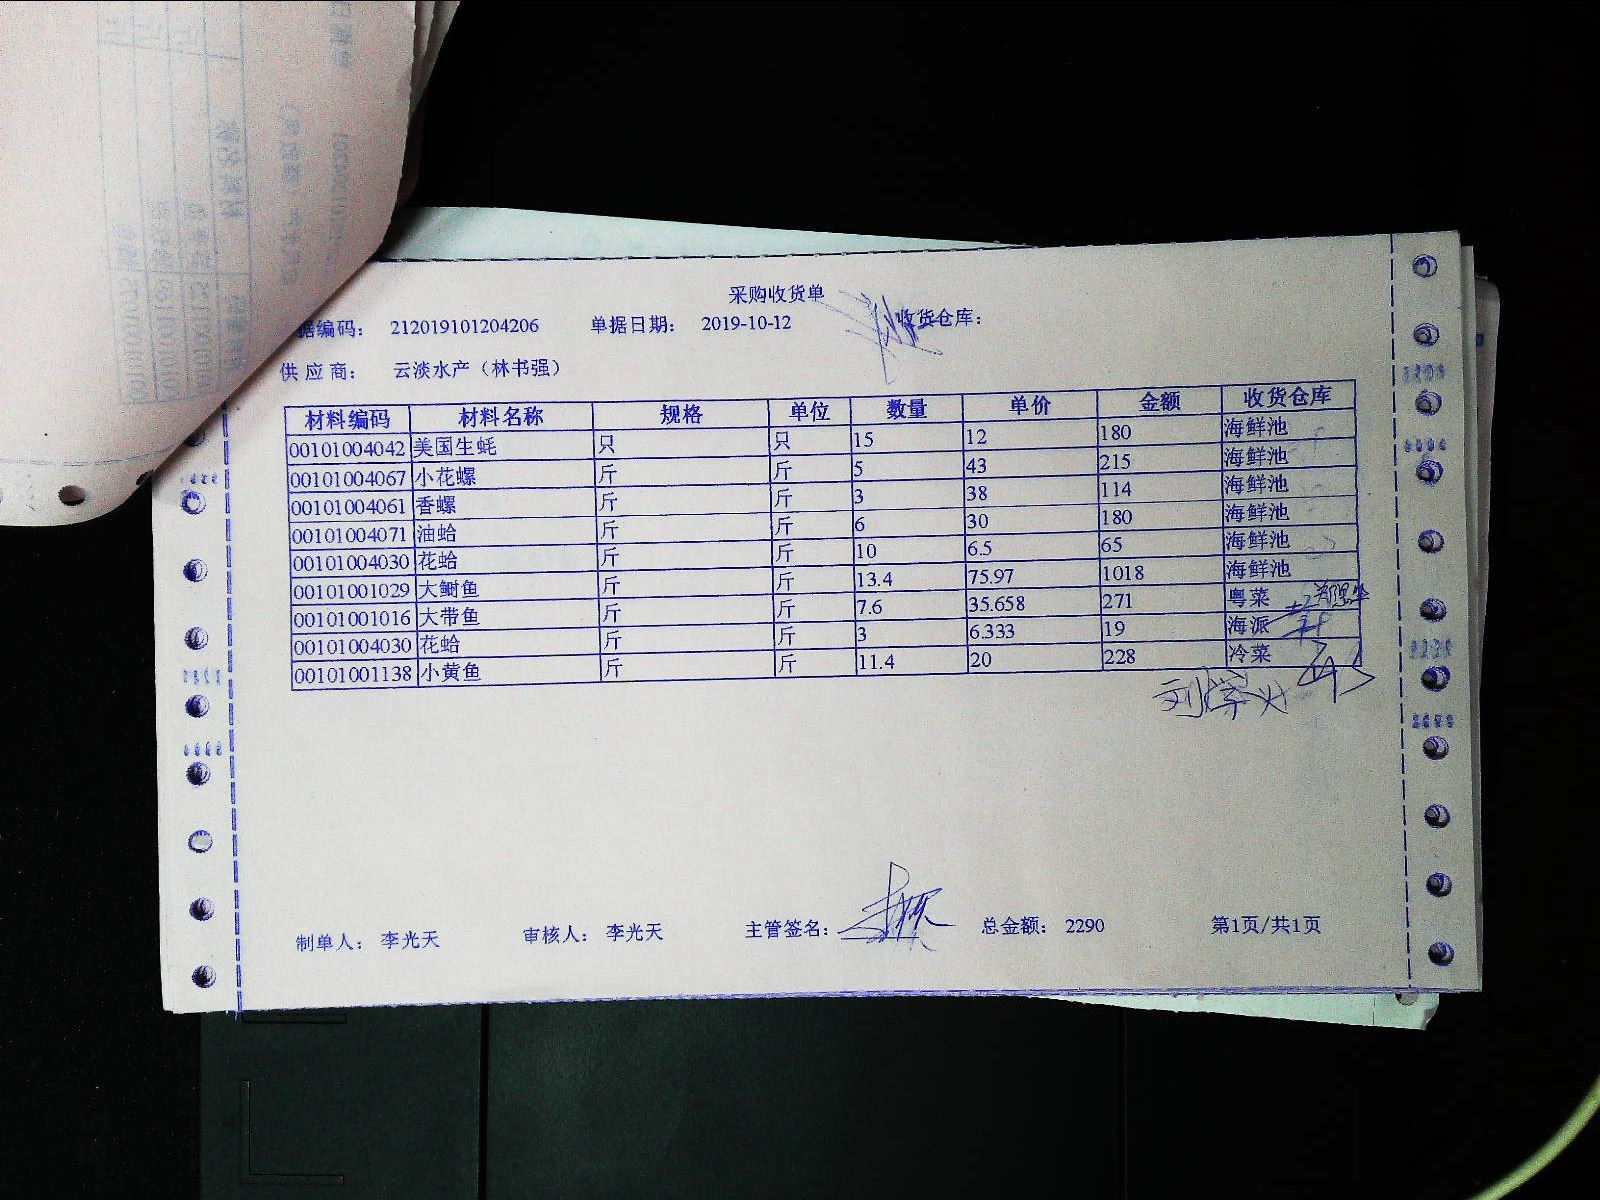 采购收货单
据编码： 212019101204206 单据日期： 2019-10-12 收货仓库：
供 应 商： 云淡水产（林书强）
材料编码 材料名称 规格 单位 数量 单价 金额 收货仓库
00101004042 美国生蚝 只 只 15 12 180 海鲜池
00101004067 小花螺 斤 斤 5 43 215 海鲜池
00101004061 香螺 斤 斤 3 38 114 海鲜池
00101004071 油蛤 斤 斤 6 30 180 海鲜池
00101004030 花蛤 斤 斤 10 6.5 65 海鲜池
00101001029 大鲥鱼 斤 斤 13.4 75.97 1018 海鲜池
00101001016 大带鱼 斤 斤 7.6 35.658 271 粤菜
00101004030 花蛤 斤 斤 3 6.333 19 海派
00101001138 小黄鱼 斤 斤 11.4 20 228 冷菜
制单人： 李光天 审核人： 李光天 主管签名： 总金额： 2290 第1页/共1页